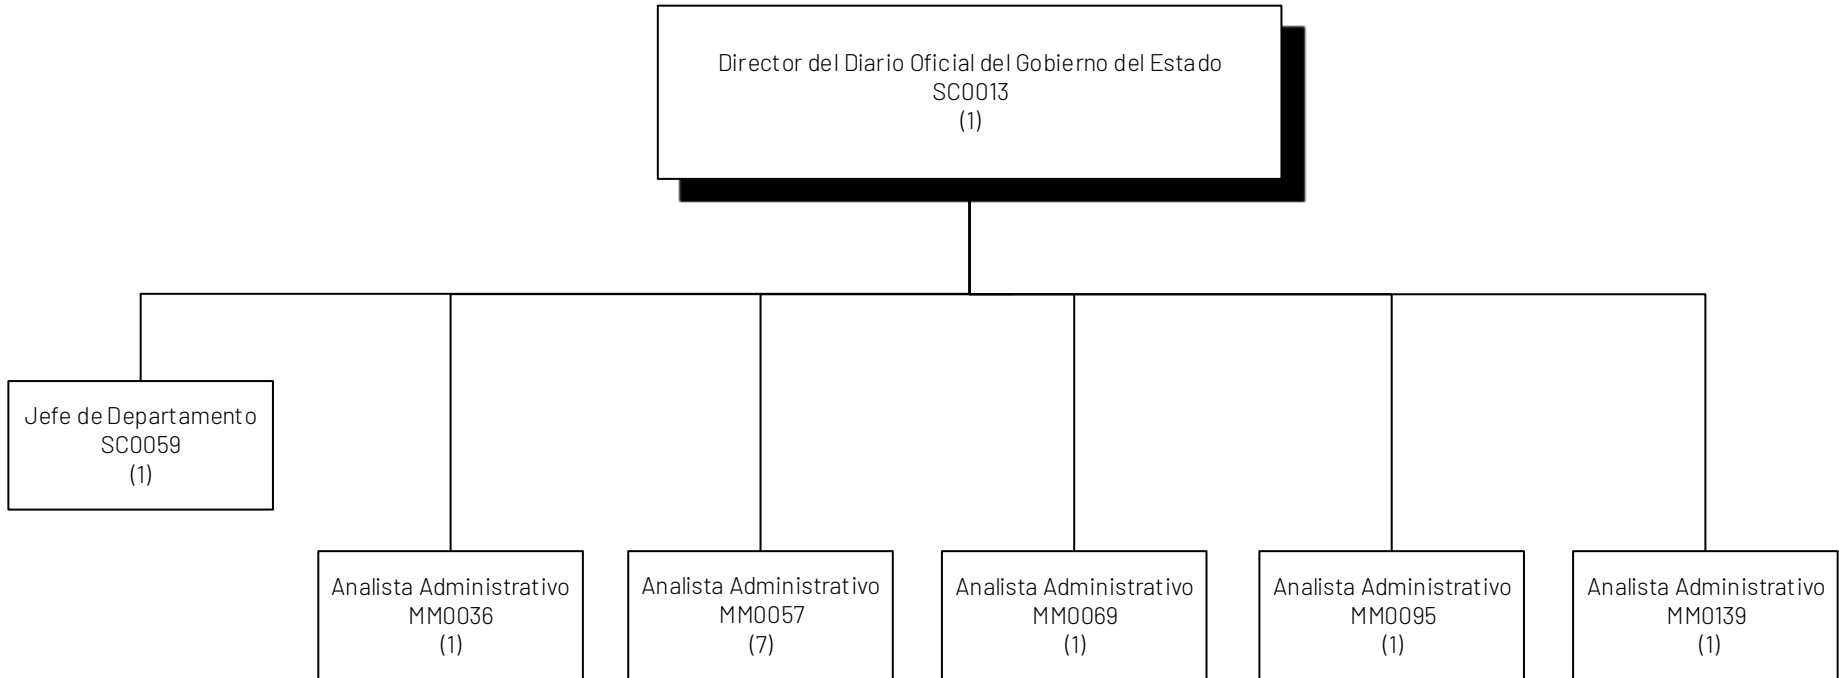 Director del Diario Oficial del Gobierno del Estado
SC0013
(1)
Jefe de Departamento
SC0059
(1)
Analista Administrativo
MM0036
(1)
Analista Administrativo
MM0057
(7)
Analista Administrativo
MM0069
(1)
Analista Administrativo
MM0095
(1)
Analista Administrativo
MM0139
(1)